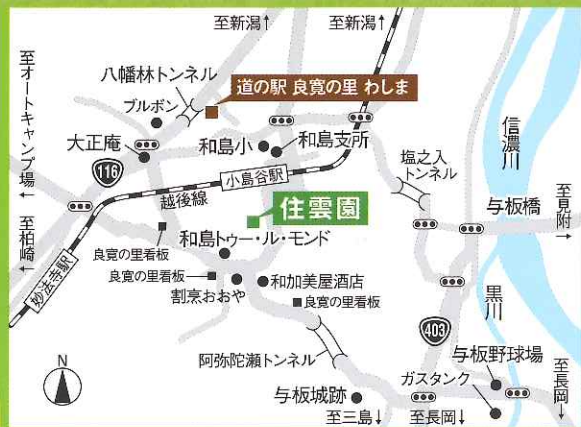 至新潟↑
至新潟↑
至オートキャンプ場
八幡林トンネル
道の駅 良寛の里 わしま
ブルボン
大正庵
和島小
和島支所
信濃川
116
小島谷駅
塩之入
トンネル
越後線
住雲園
与板橋
至見附
至柏崎
良寛の里看板
和島トゥー・ル・モンド
妙法寺駅
良寛の里看板
和加美屋酒店
割烹おおや
良寛の里看板
黒川
403
与板野球場
N
阿弥陀瀬トンネル
ガスタンク
与板城跡
至三島↓
至長岡↓
至長岡